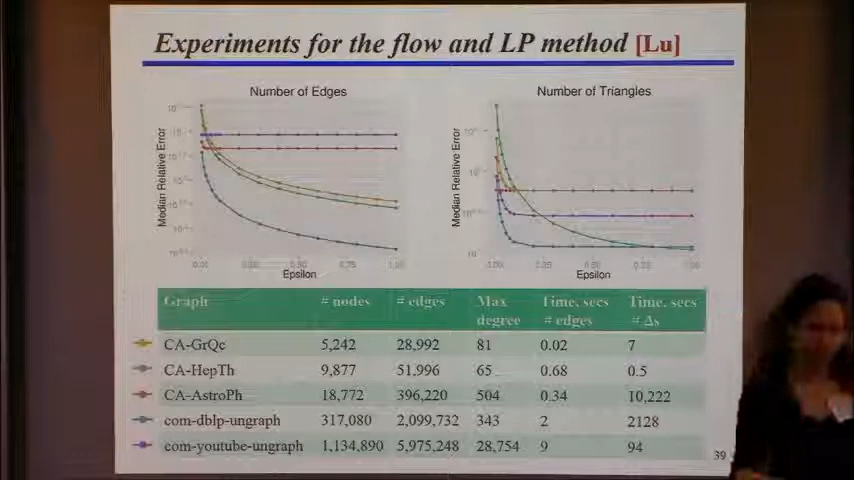 Experiments for the flow and LP method [Lu]
Number of Edges
Number of Triangles
Median Relative Error
Median Relative Error
0.75
1.00
Epsilon
Epsilon
Graph # nodes # edges Max degree Time, secs # edges Time, secs # Δs
CA-GrQc 5,242 28,992 81 0.02 7
CA-HepTh 9,877 51,996 65 0.68 0.5
CA-AstroPh 18,772 396,220 504 0.34 10,222
com-dblp-ungraph 317,080 2,099,732 343 2 2128
com-youtube-ungraph 1,134,890 5,975,248 28,754 9 94
39